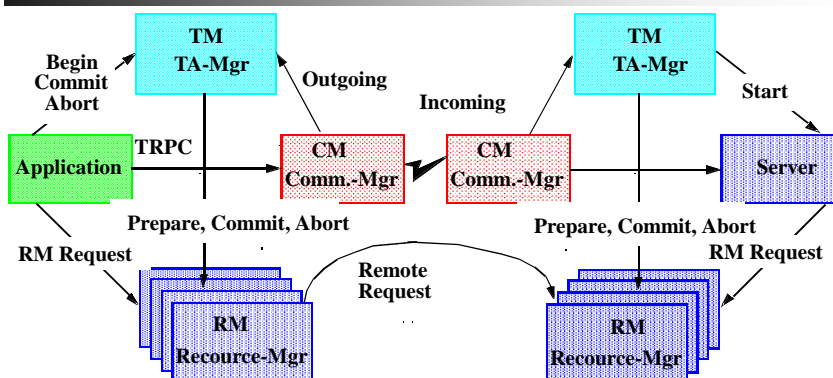 TM
TA-Mgr
Begin
Commit
Abort
Outgoing
Application
TRPC
CM
Comm.-Mgr
Prepare, Commit, Abort
RM Request
RM
Recource-Mgr
Remote
Request
Incoming
TM
TA-Mgr
Start
CM
Comm.-Mgr
Server
Prepare, Commit, Abort
RM Request
RM
Recource-Mgr